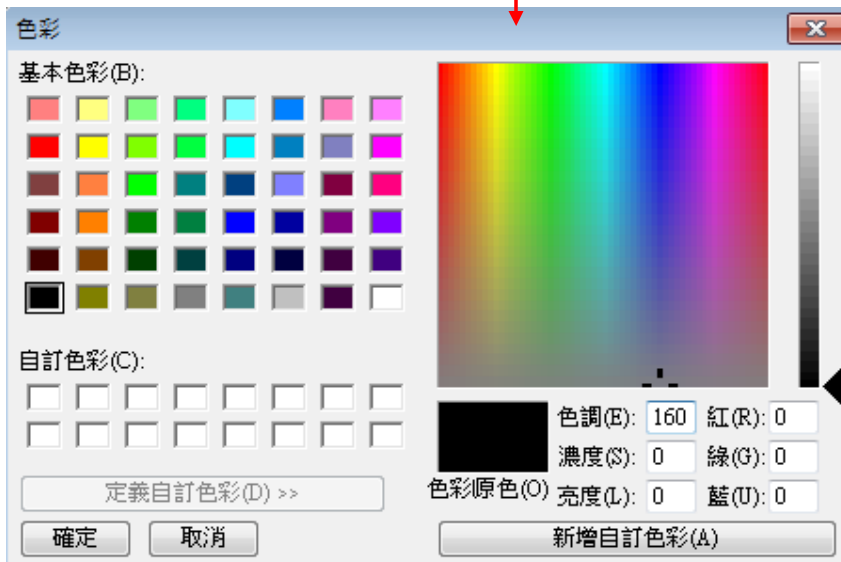 色彩
基本色彩(B):
自訂色彩(C):
定義自訂色彩(D) >>
確定 取消
色彩|原色(O)
色調(E): 160 紅(R): 0
濃度(S): 0 綠(G): 0
亮度(L): 0 藍(U): 0
新增自訂色彩(A)